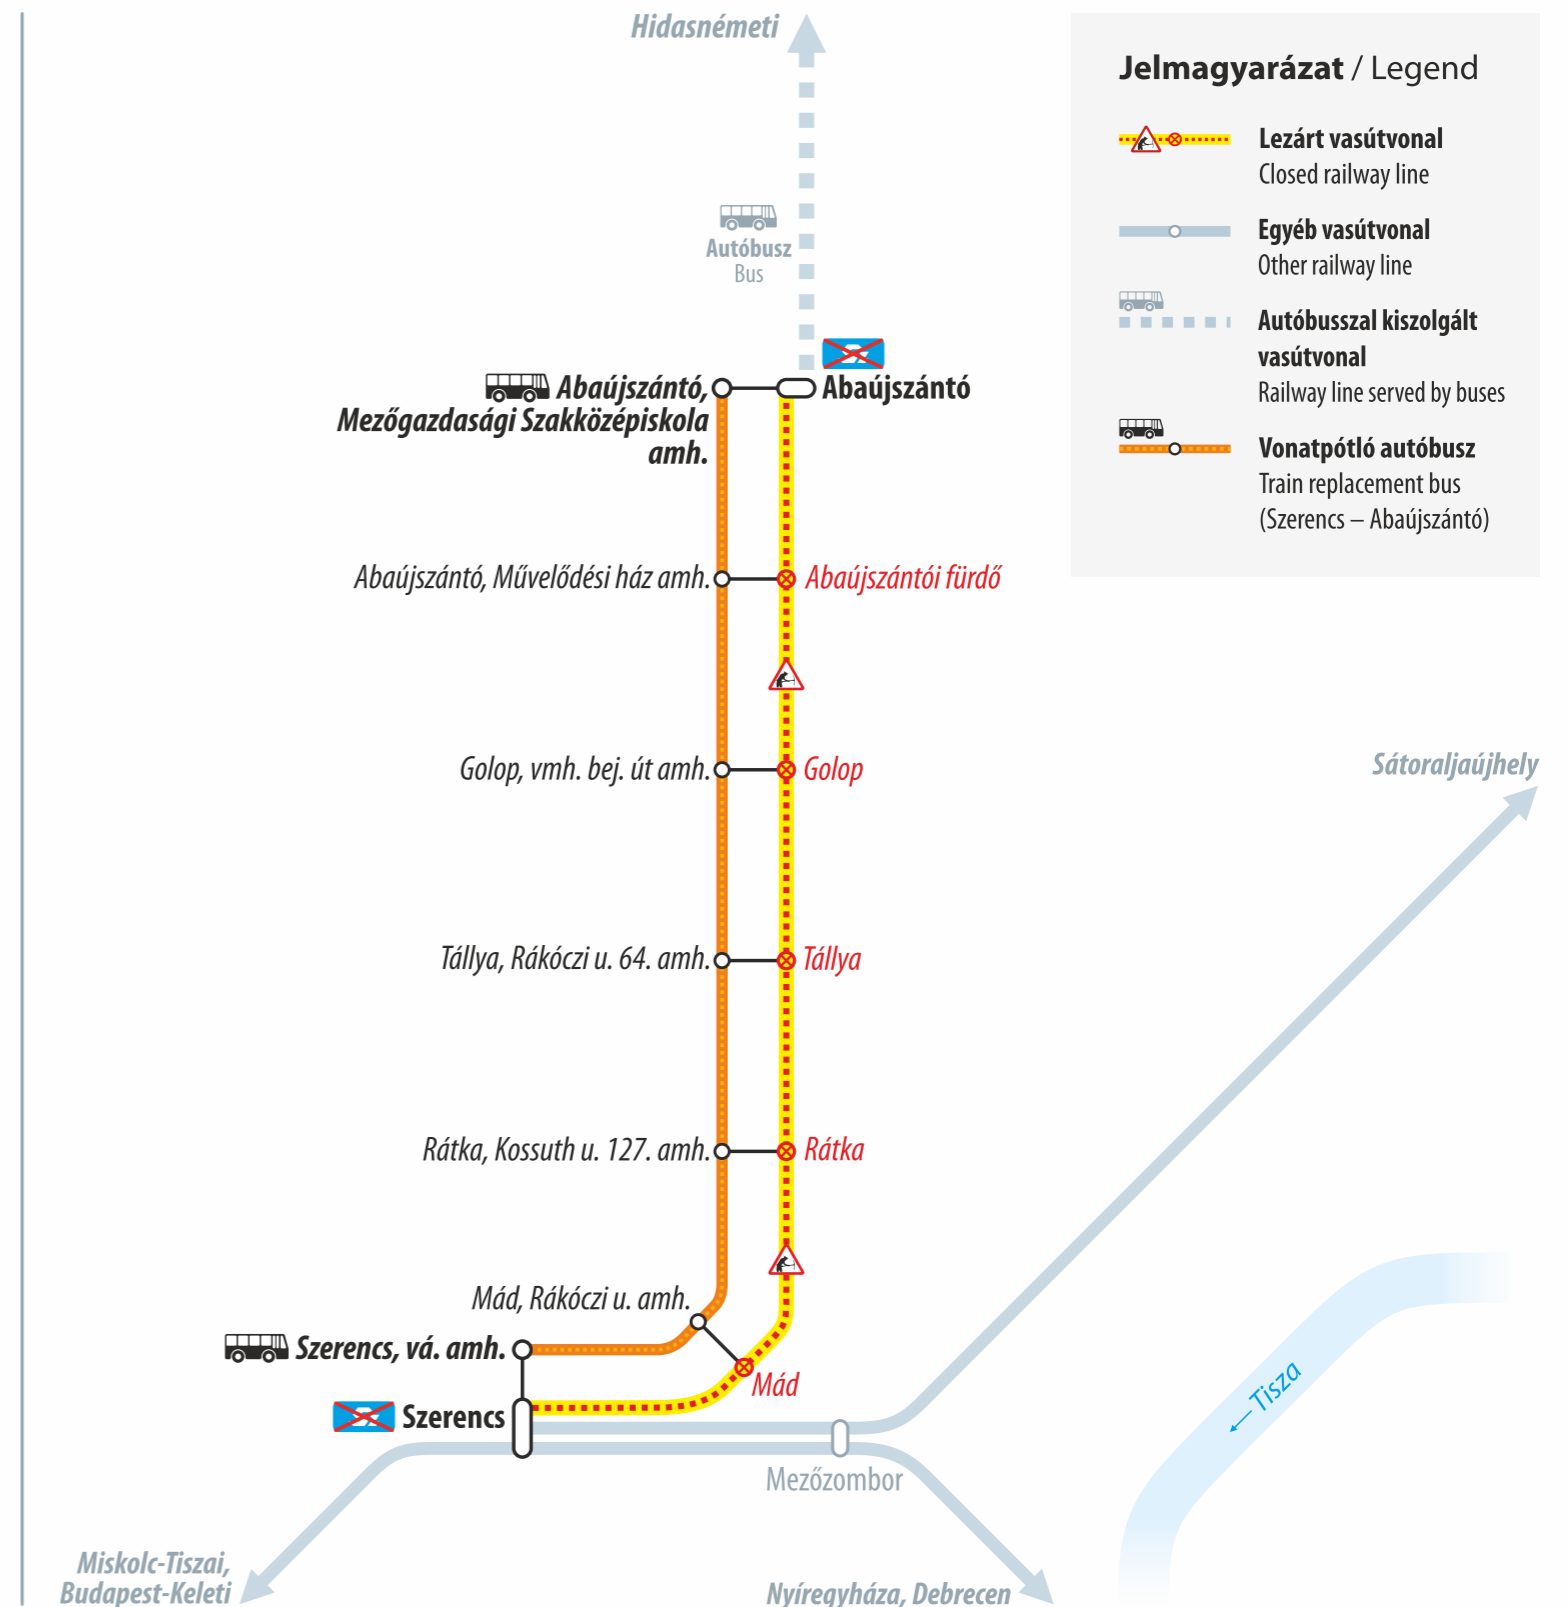 Hidasnémeti
Jelmagyarázat / Legend
Lezárt vasútvonal
Closed railway line
Egyéb vasútvonal
Other railway line
Autóbusszal kiszolgált
vasútvonal
Railway line served by buses
Vonatpótló autóbusz
Train replacement bus
(Szerencs – Abaújszántó)
Autóbusz
Bus
Abaújszántó,
Mezőgazdasági Szakközépiskola
amh.
Abaújszántó
Abaújszántó, Művelődési ház amh.
Abaújszántói fürdő
Golop, vmh. bej. út amh.
Golop
Sátoraljaújhely
Tállya, Rákóczi u. 64. amh.
Tállya
Rátka, Kossuth u. 127. amh.
Rátka
Mád, Rákóczi u. amh.
Szerencs, vá. amh.
Mád
Szerencs
← Tisza
Mezőzombor
Miskolc-Tiszai,
Budapest-Keleti
Nyíregyháza, Debrecen